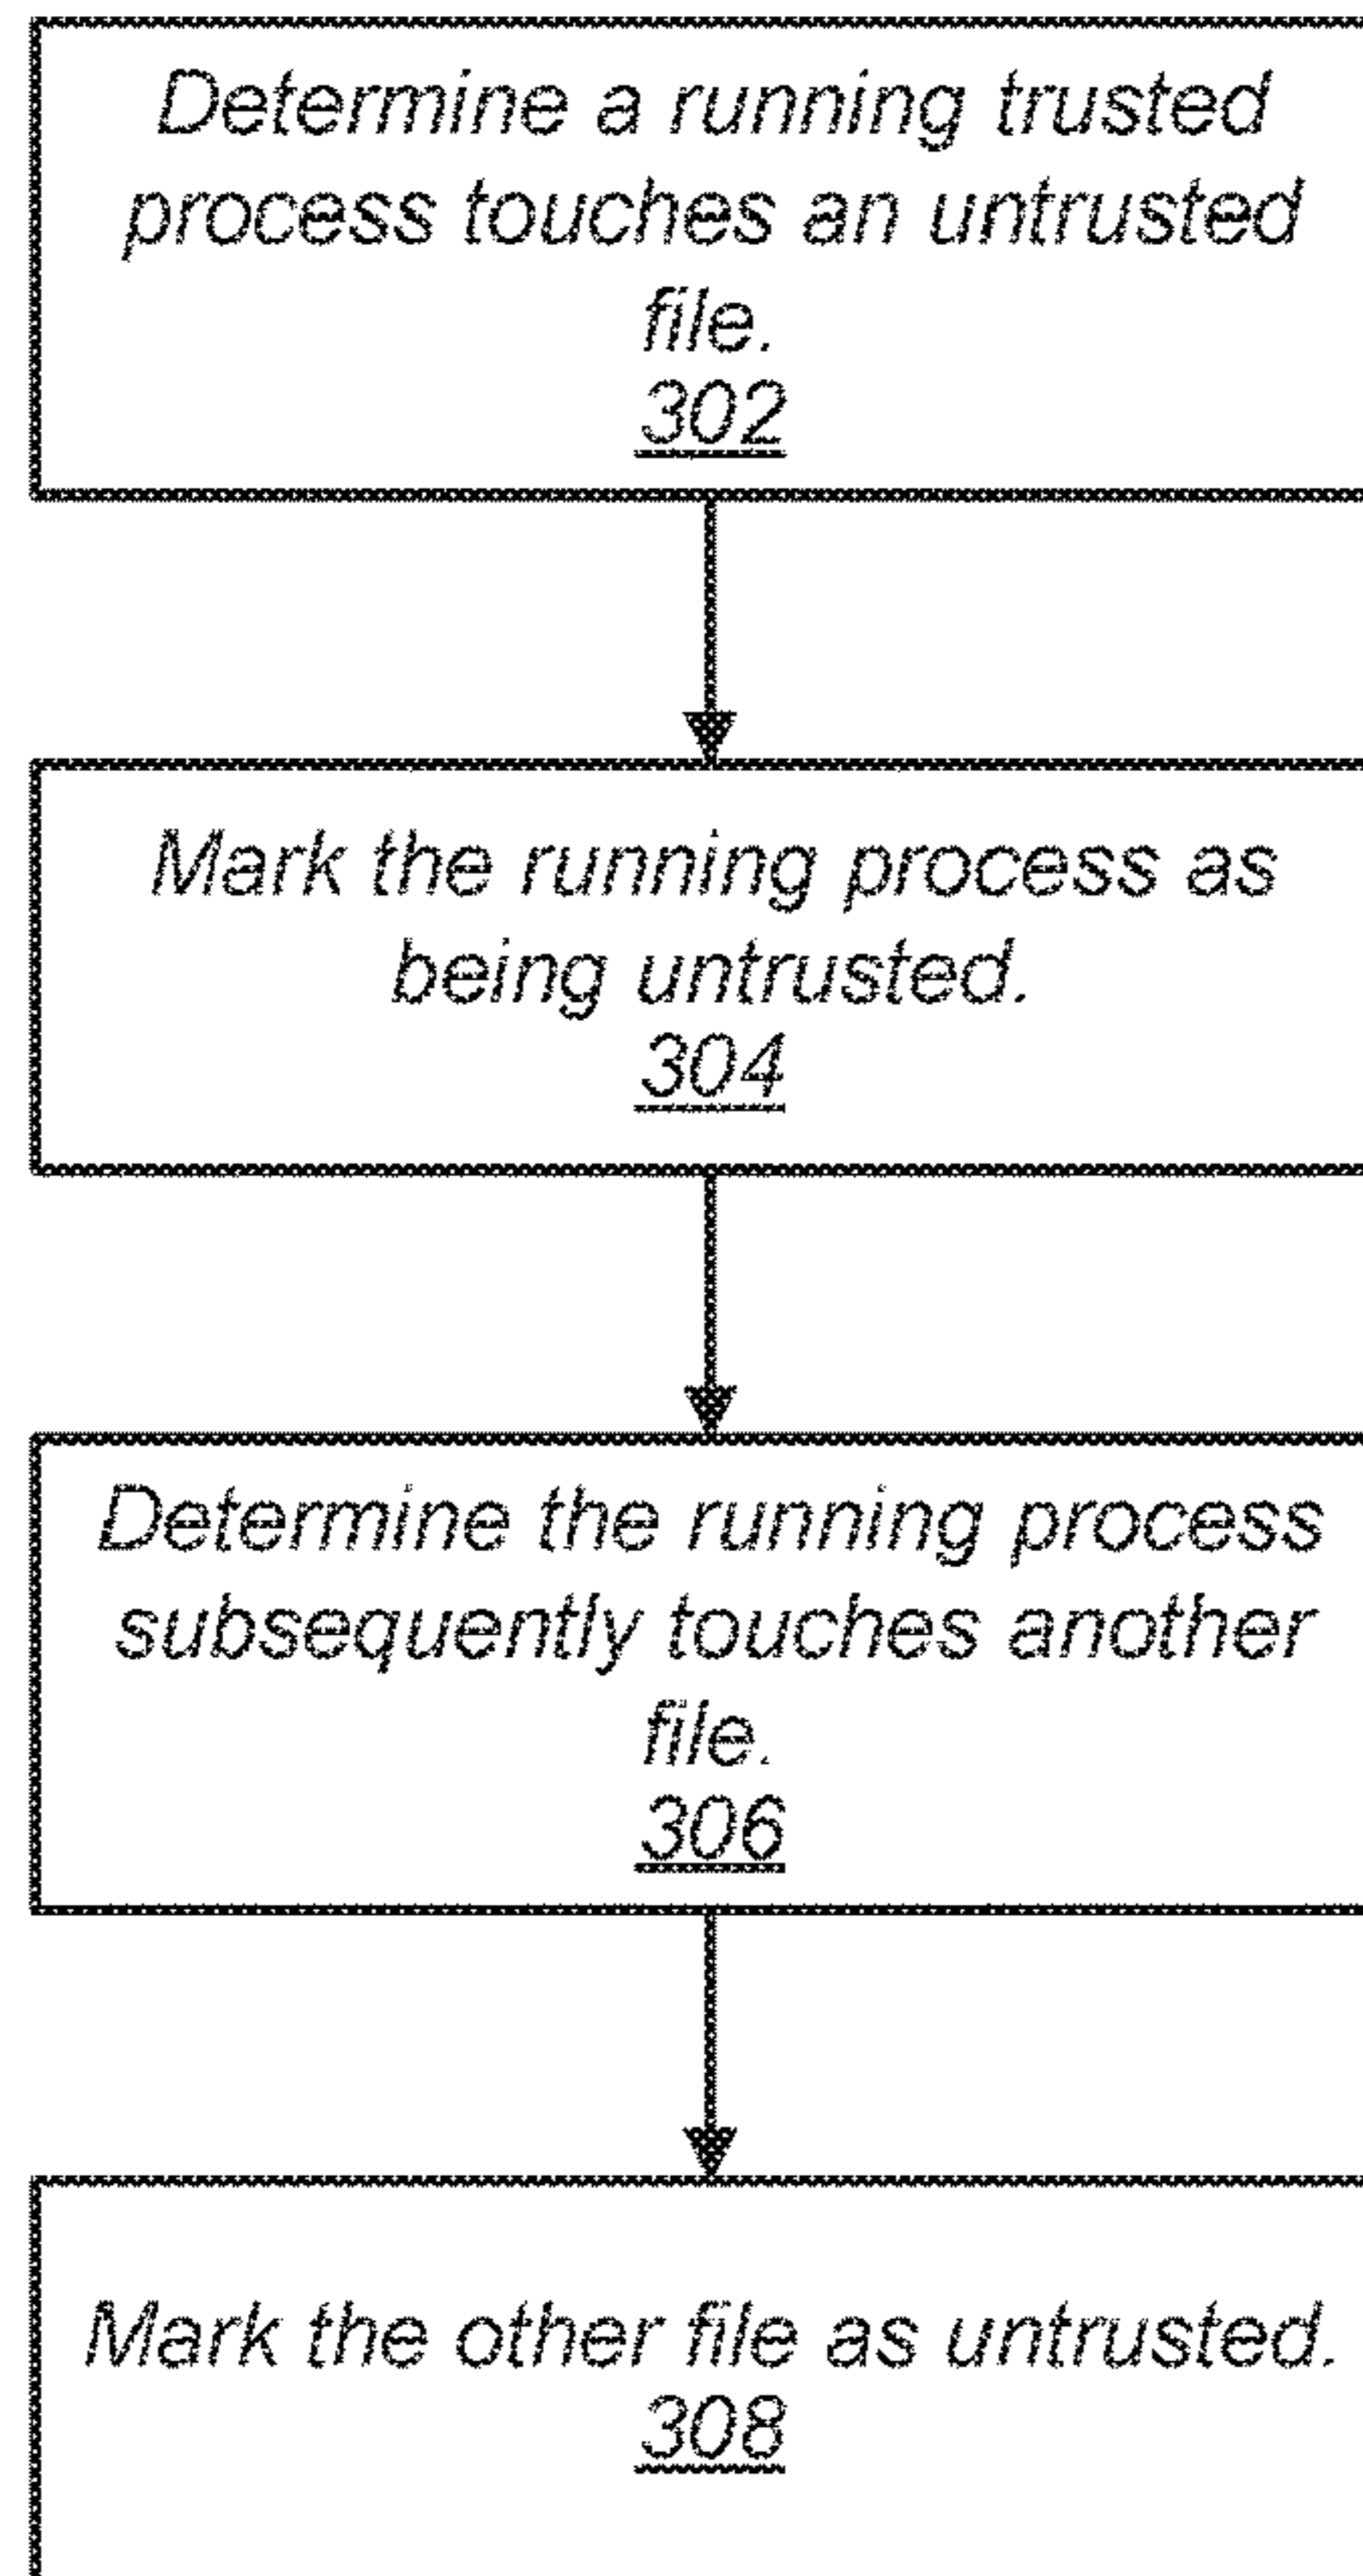 Determine a running trusted
process touches an untrusted
file.
302
Mark the running process as
being untrusted.
304
Determine the running process
subsequently touches another
file.
306
Mark the other file as untrusted.
308